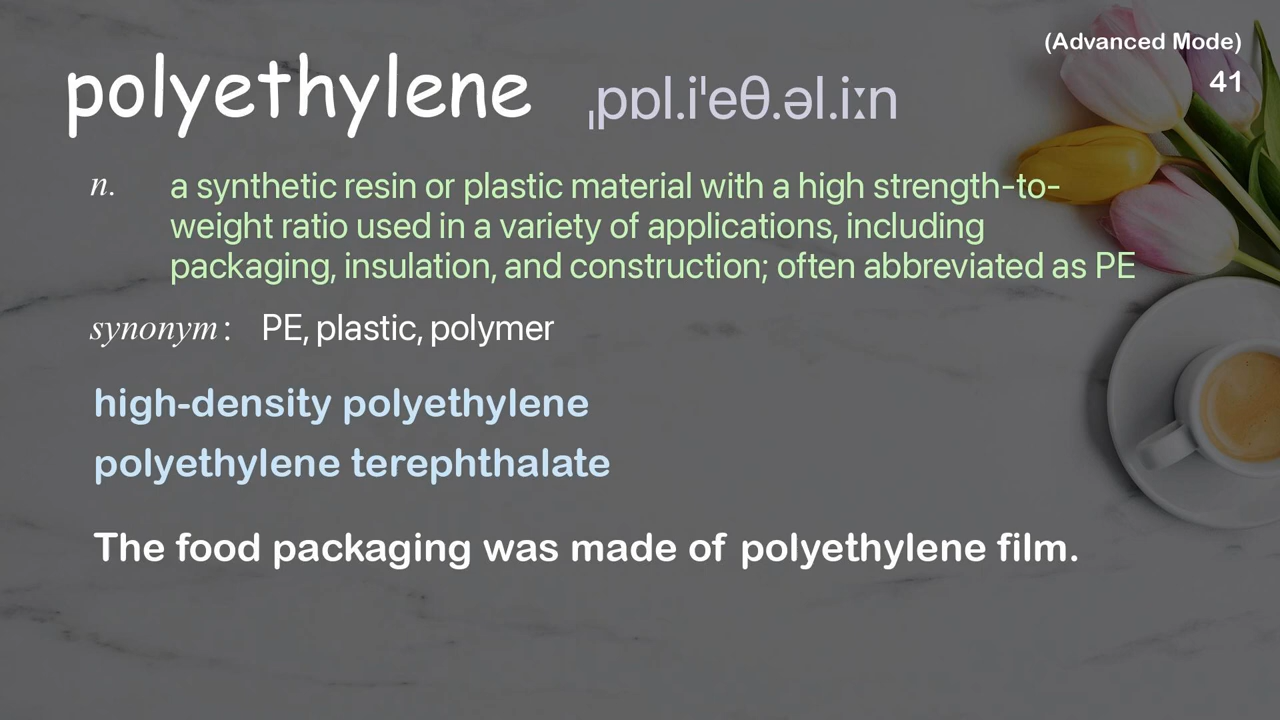 (Advanced Mode)
polyethylene ˌpɒl.iˈeθ.əl.iːn
41
n. a synthetic resin or plastic material with a high strength-to-
weight ratio used in a variety of applications, including
packaging, insulation, and construction; often abbreviated as PE
synonym: PE, plastic, polymer
high-density polyethylene
polyethylene terephthalate
The food packaging was made of polyethylene film.